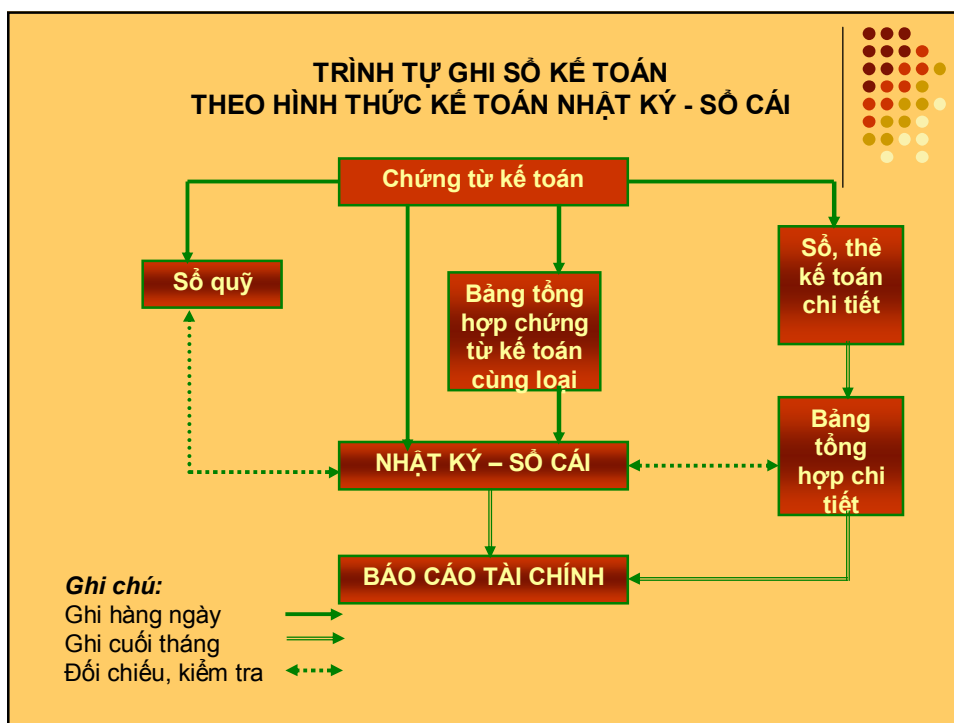 TRÌNH TỰ GHI SỔ KẾ TOÁN
THEO HÌNH THỨC KẾ TOÁN NHẬT KÝ - SỔ CÁI
Chứng từ kế toán
Sổ quỹ
Bảng tổng
hợp chứng
từ kế toán
cùng loại
Sổ, thẻ
kế toán
chi tiết
Bảng
tổng
hợp chi
tiết
NHẬT KÝ – SỔ CÁI
BÁO CÁO TÀI CHÍNH
Ghi chú:
Ghi hàng ngày
Ghi cuối tháng
Đối chiếu, kiểm tra